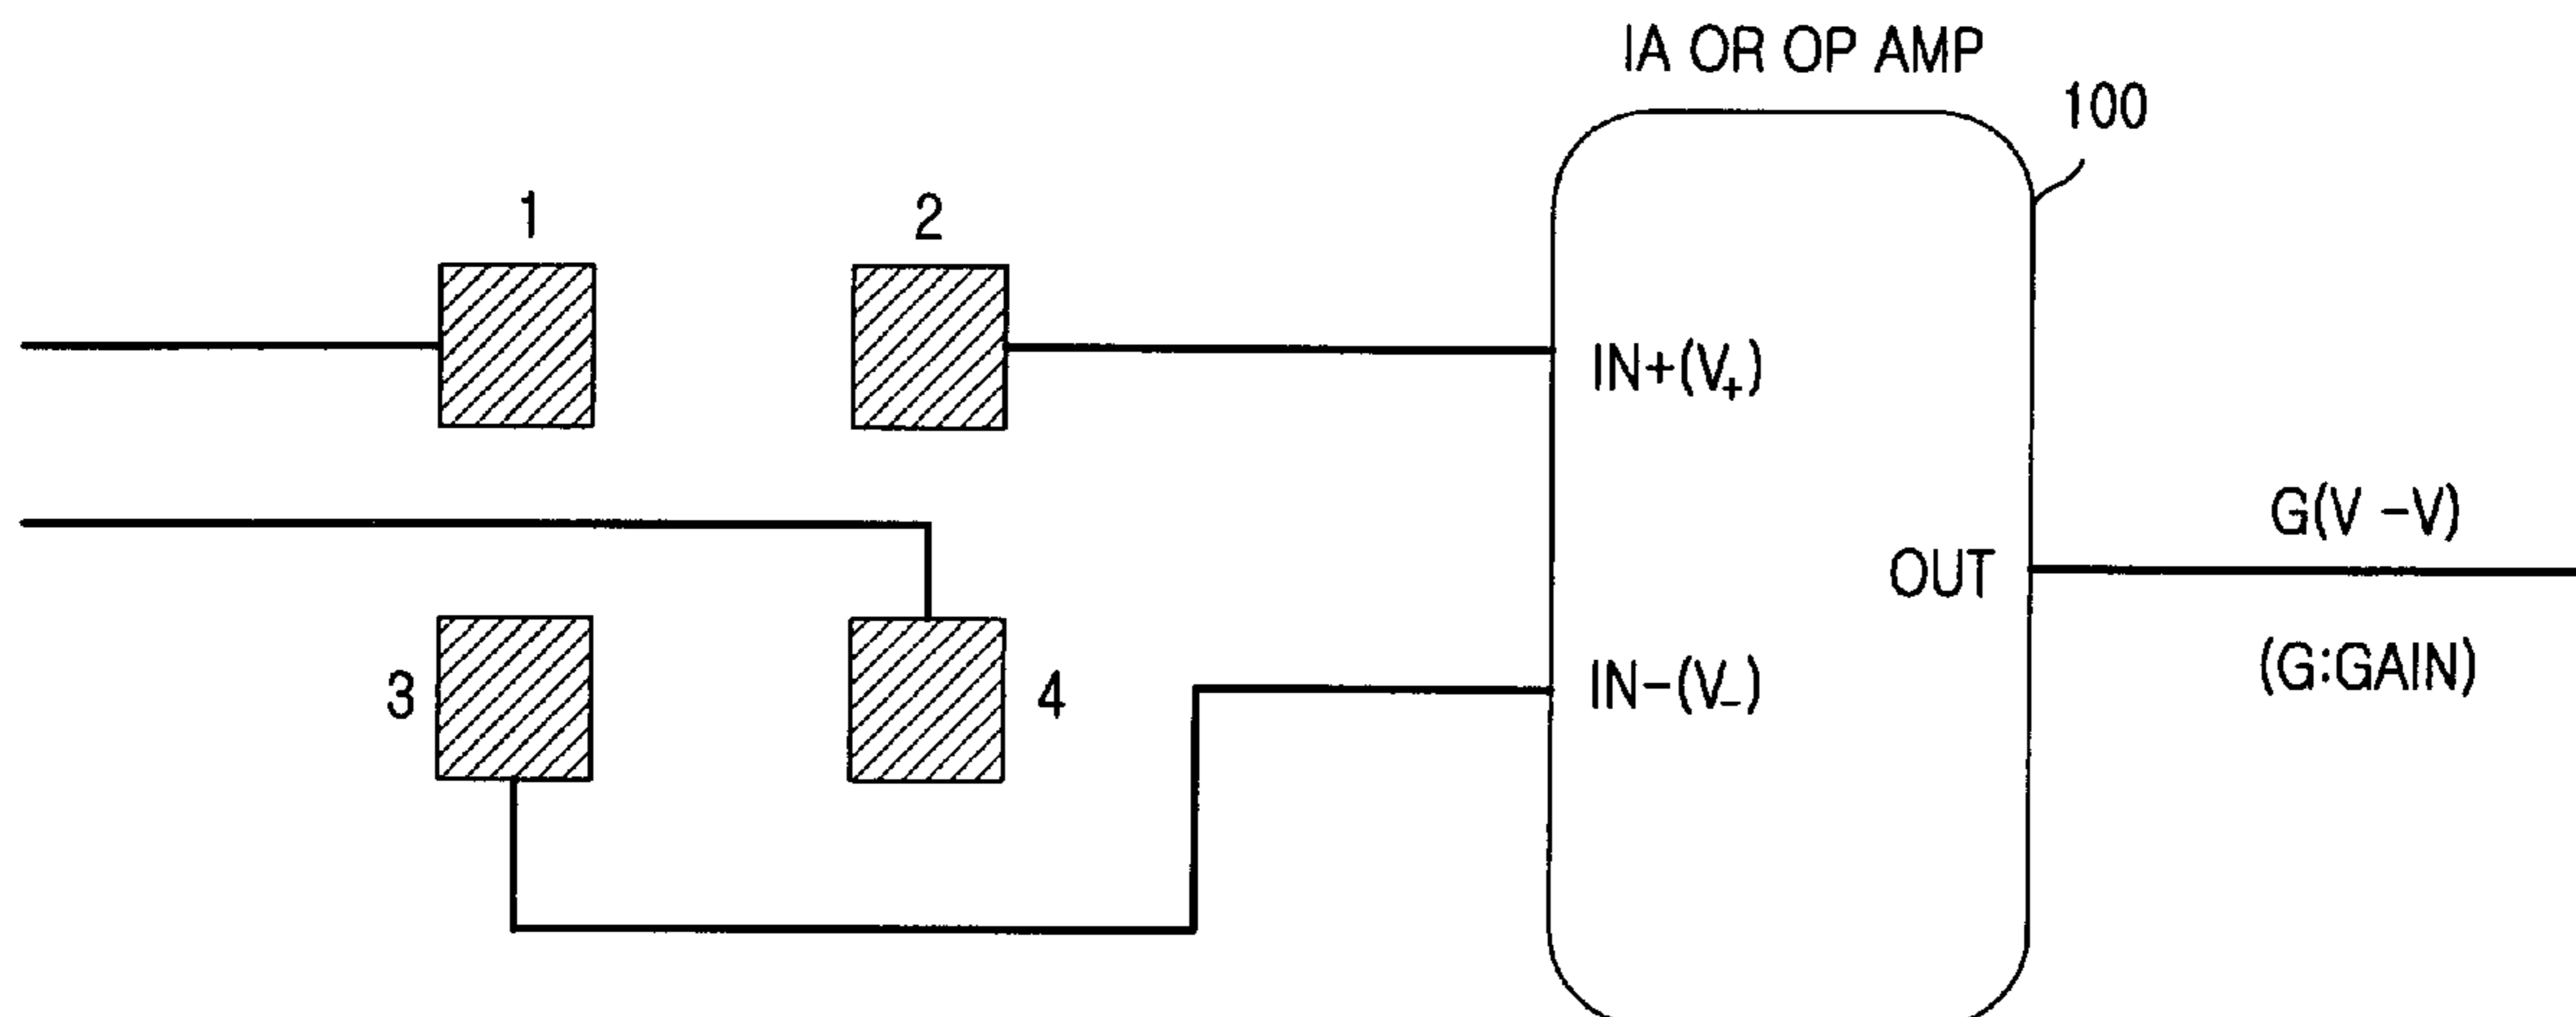 IA OR OP AMP
100
1
2
IN+(V+)
G(V –V)
OUT
(G:GAIN)
3
4
IN–(V–)